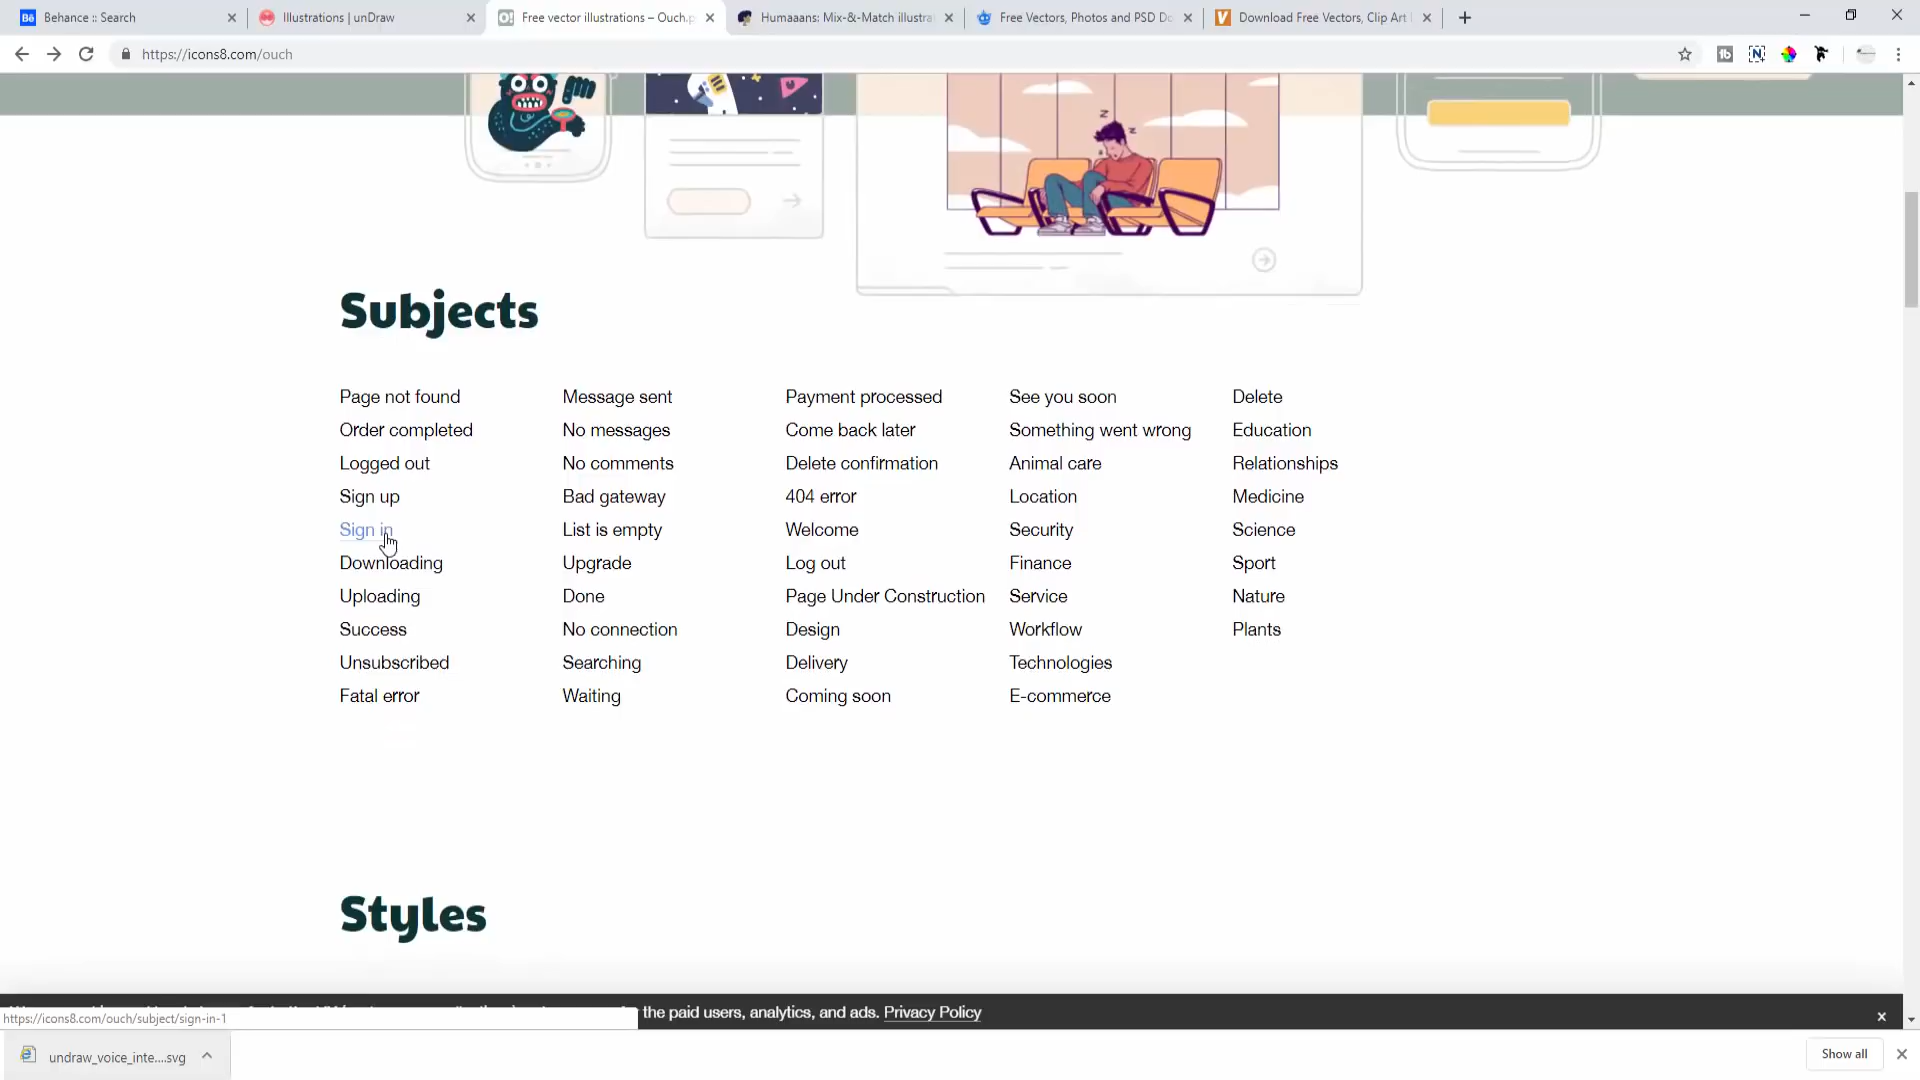 Behance :: Search
Illustrations | unDraw
Free vector illustrations – Ouch.p
Humaaans: Mix-&-Match illustra
Free Vectors, Photos and PSD Do
Download Free Vectors, Clip Art
https://icons8.com/ouch
Subjects
Page not found
Order completed
Logged out
Sign up
Sign in
Downloading
Uploading
Success
Unsubscribed
Fatal error
Message sent
No messages
No comments
Bad gateway
List is empty
Upgrade
Done
No connection
Searching
Waiting
Payment processed
Come back later
Delete confirmation
404 error
Welcome
Log out
Page Under Construction
Design
Delivery
Coming soon
See you soon
Something went wrong
Animal care
Location
Security
Finance
Service
Workflow
Technologies
E-commerce
Delete
Education
Relationships
Medicine
Science
Sport
Nature
Plants
Styles
the paid users, analytics, and ads. Privacy Policy
https://icons8.com/ouch/subject/sign-in-1
undraw_voice_inte....svg
Show all